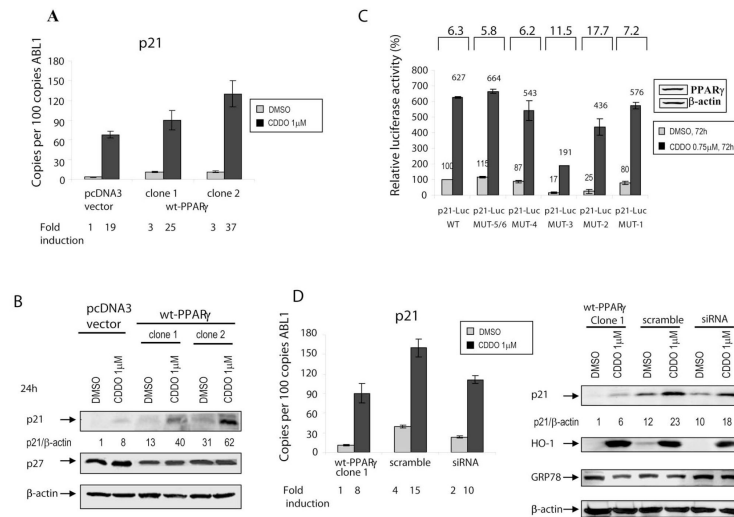 A
p21
Copies per 100 copies ABL1
150
120
90
60
30
0
DMSO
CDDO 1µM
pcDNA3 vector
clone 1
clone 2
wt-PPARγ
Fold induction
1 19 3 25 3 37
B
pcDNA3 vector
wt-PPARγ
clone 1
clone 2
24h
DMSO
CDDO 1µM
DMSO
CDDO 1µM
DMSO
CDDO 1µM
p21
p21/β-actin 1 8 13 40 31 62
p27
β-actin
C
6.3 5.8 6.2 11.5 17.7 7.2
Relative luciferase activity (%)
800
700
600
500
400
300
200
100
0
100 627
115 664
87 543
17 191
25 436
80 576
PPARγ
β-actin
DMSO, 72h
CDDO 0.75µM, 72h
p21-Luc p21-Luc p21-Luc p21-Luc p21-Luc p21-Luc
WT MUT-5/6 MUT-4 MUT-3 MUT-2 MUT-1
D
p21
Copies per 100 copies ABL1
150
120
90
60
30
0
DMSO
CDDO 1µM
wt-PPARγ clone 1
scramble
siRNA
Fold induction
1 8 4 15 2 10
wt-PPARγ Clone 1
scramble
siRNA
DMSO
CDDO 1µM
DMSO
CDDO 1µM
DMSO
CDDO 1µM
p21
p21/β-actin 1 6 12 23 10 18
HO-1
GRP78
β-actin